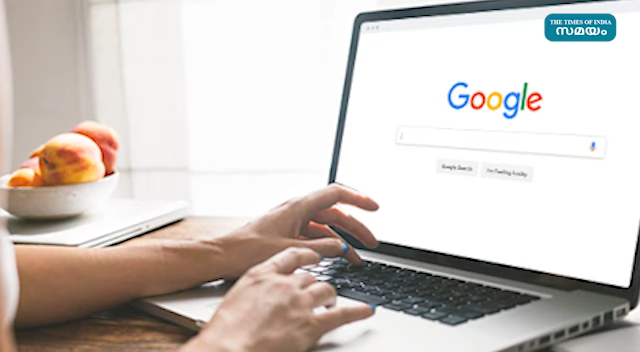 THE TIMES OF INDIA
സമയം
Google
Google Search
I'm Feeling Lucky